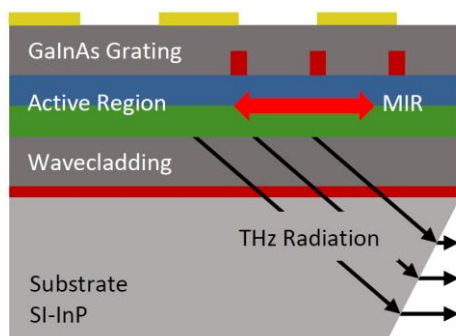 GaInAs Grating
Active Region
MIR
Wavecladding
THz Radiation
Substrate
SI-InP